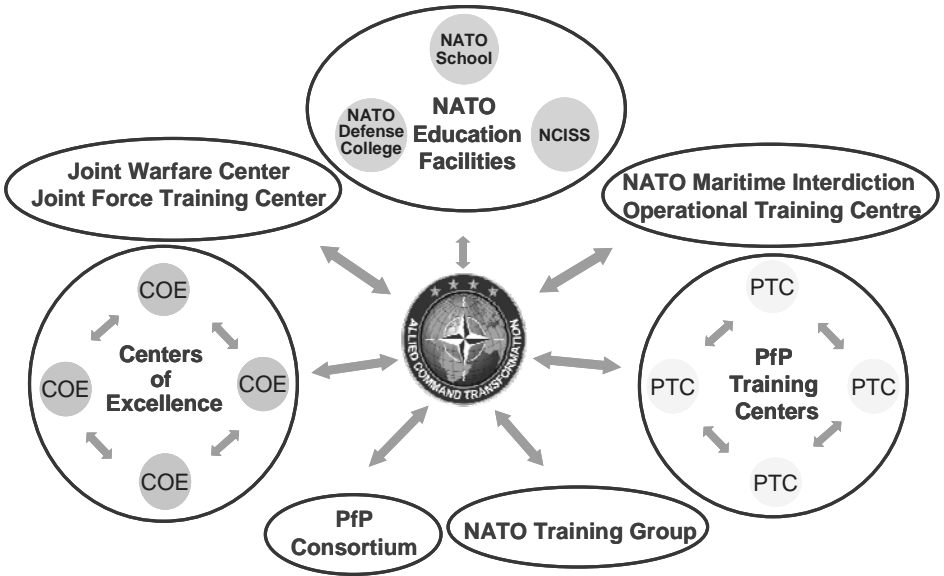 NATO
School
NATO
Defense
College
NATO
Education
Facilities
NCISS
Joint Warfare Center
Joint Force Training Center
NATO Maritime Interdiction
Operational Training Centre
ALLIED COMMAND TRANSFORMATION
COE
COE
Centers
of
Excellence
COE
COE
PTC
PTC
PfP
Training
Centers
PTC
PTC
PfP
Consortium
NATO Training Group